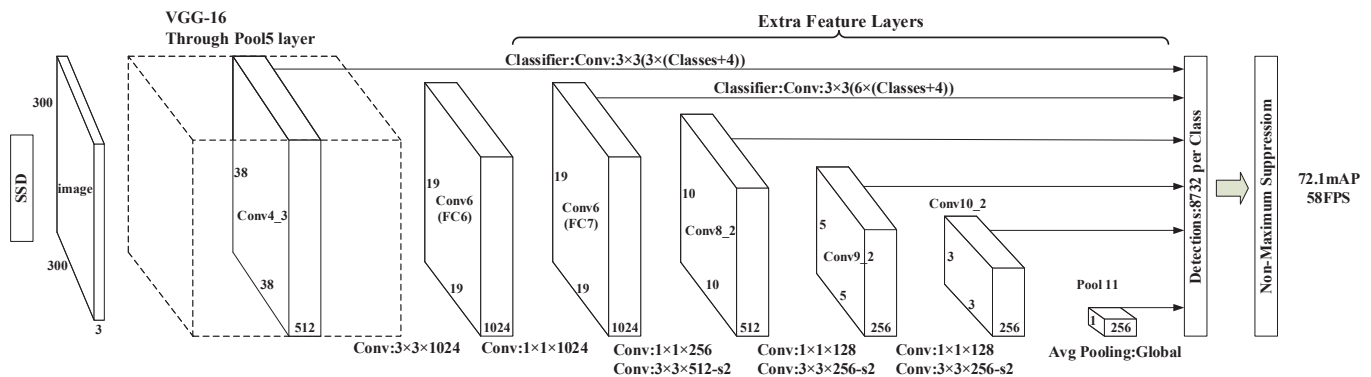 VGG-16
Through Pool5 layer
Extra Feature Layers
Classifier:Conv:3×3(3×(Classes+4))
Classifier:Conv:3×3(6×(Classes+4))
SSD
300
image
300
3
38
Conv4_3
38
512
19
Conv6
(FC6)
19
1024
19
Conv6
(FC7)
19
1024
10
Conv8_2
10
512
5
Conv9_2
5
256
Conv10_2
3
3
256
Pool 11
1
256
Detections:8732 per Class
Non-Maximum Suppression
72.1mAP
58FPS
Conv:3×3×1024
Conv:1×1×1024
Conv:1×1×256
Conv:3×3×512-s2
Conv:1×1×128
Conv:3×3×256-s2
Conv:1×1×128
Conv:3×3×256-s2
Avg Pooling:Global